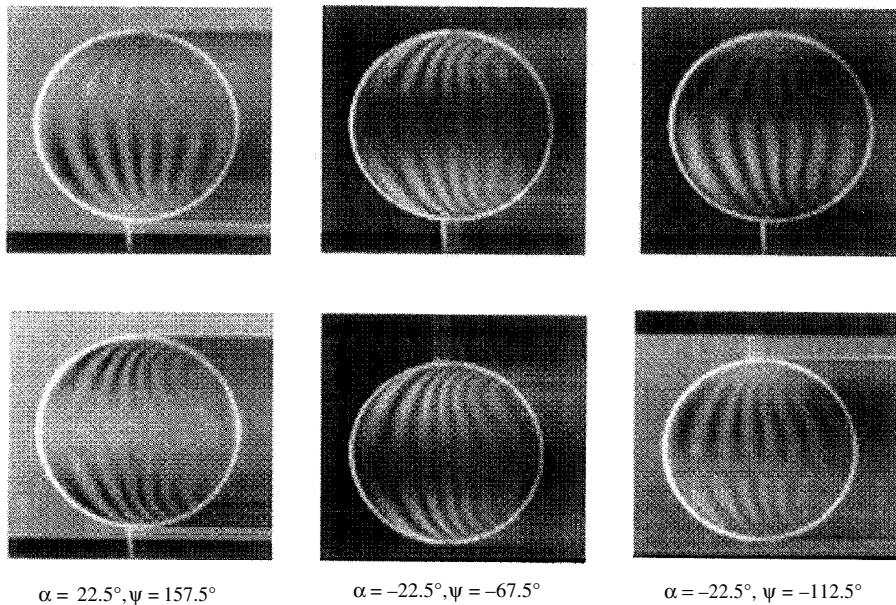 α = 22.5°, ψ = 157.5°
α = –22.5°, ψ = –67.5°
α = –22.5°, ψ = –112.5°